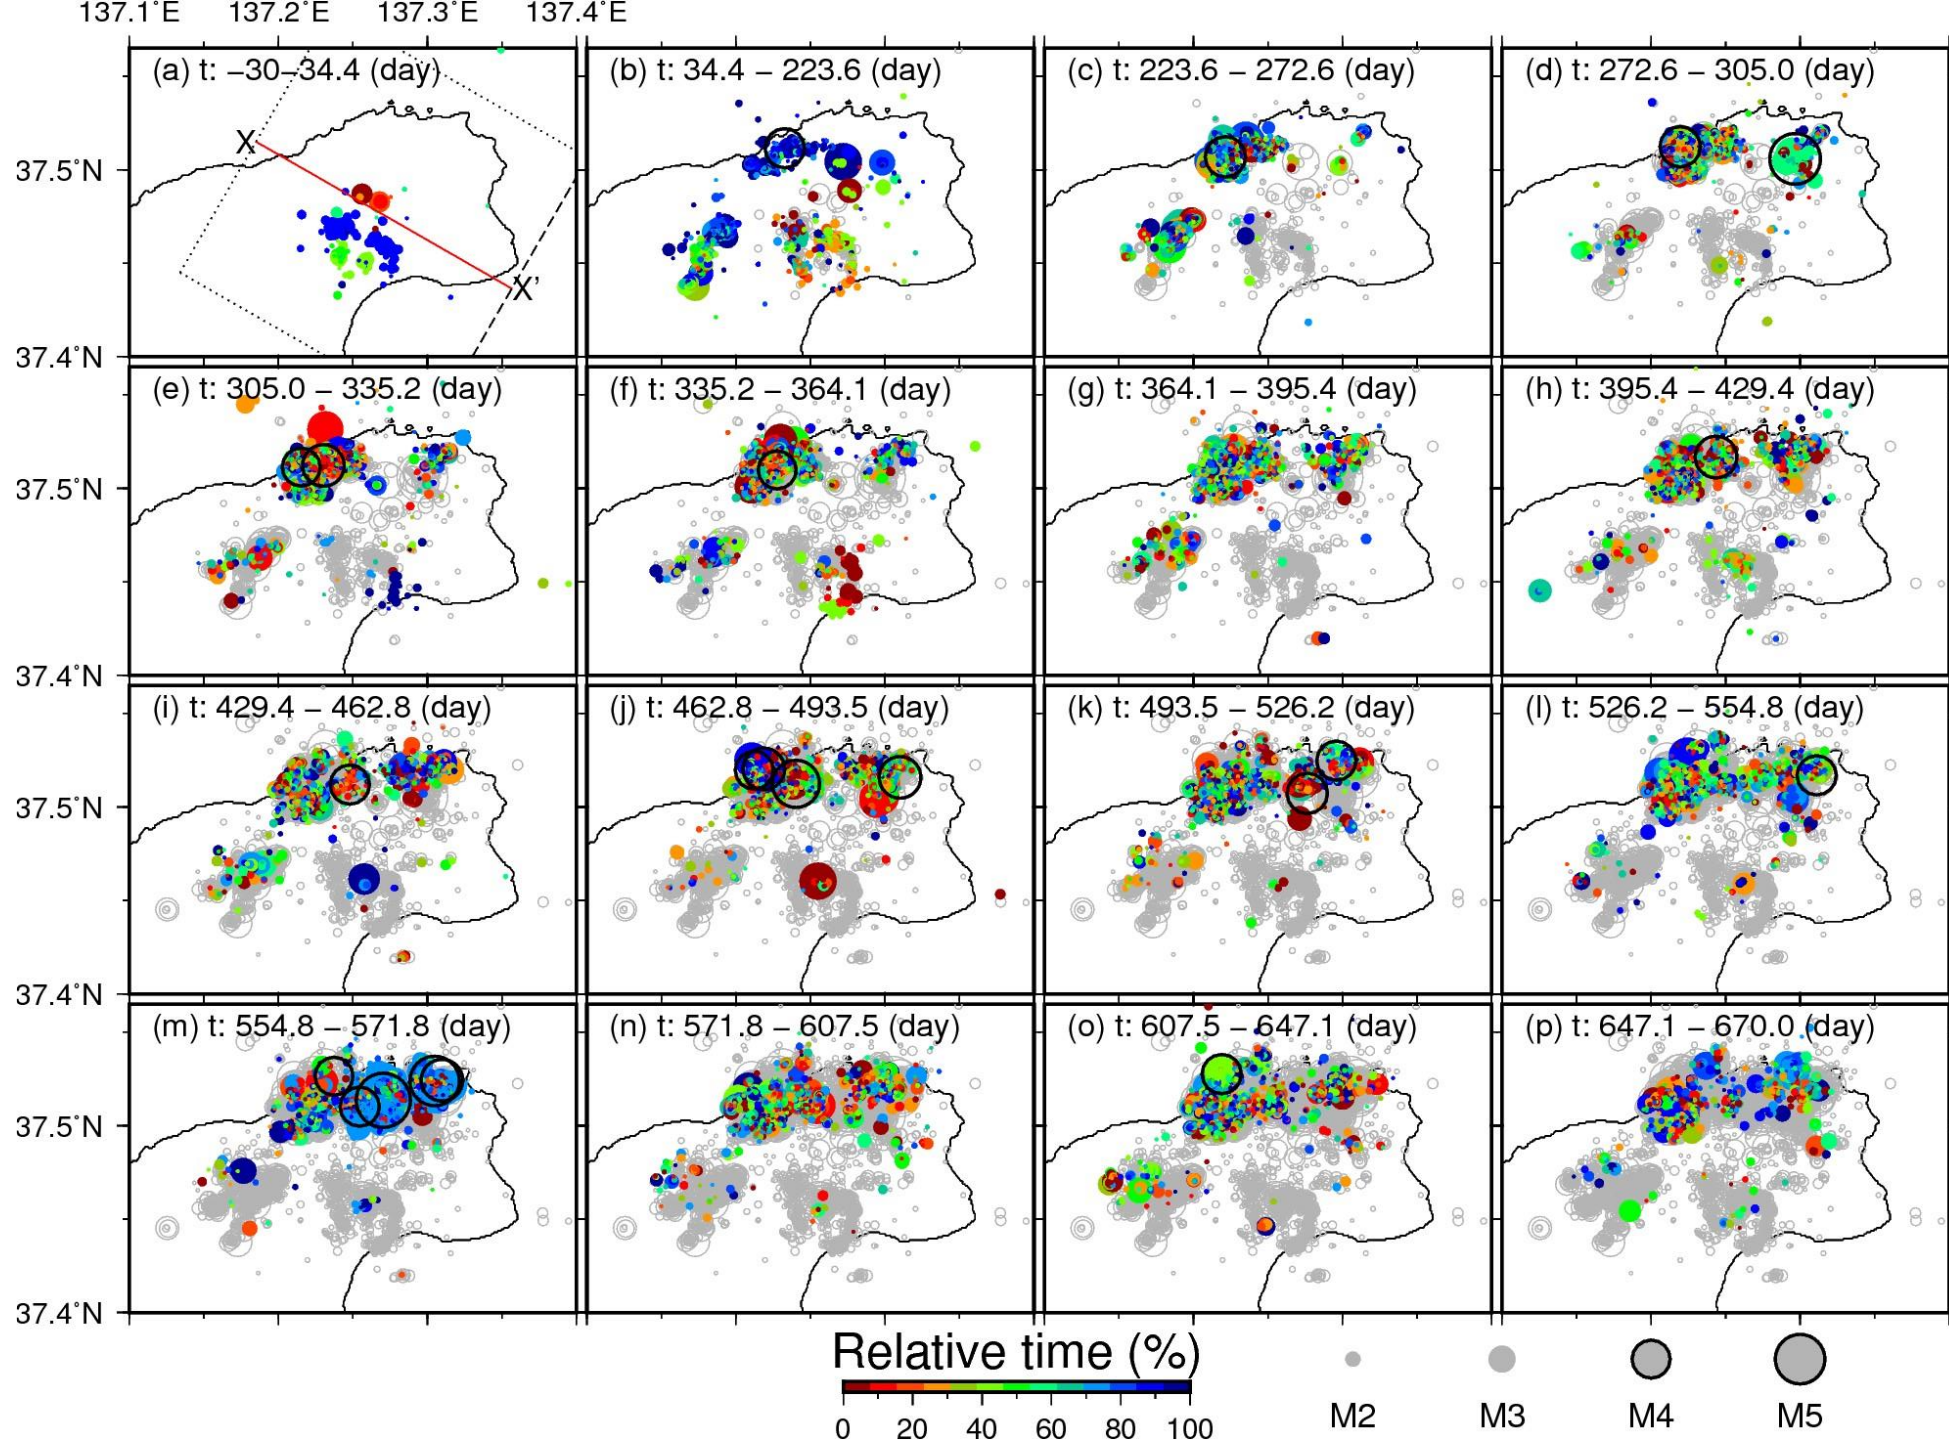 137.1°E 137.2°E 137.3°E 137.4°E
(a) t: −30−34.4 (day)
(b) t: 34.4 − 223.6 (day)
(c) t: 223.6 − 272.6 (day)
(d) t: 272.6 − 305.0 (day)
X
37.5°N
X'
37.4°N
(e) t: 305.0 − 335.2 (day)
(f) t: 335.2 − 364.1 (day)
(g) t: 364.1 − 395.4 (day)
(h) t: 395.4 − 429.4 (day)
37.5°N
37.4°N
(i) t: 429.4 − 462.8 (day)
(j) t: 462.8 − 493.5 (day)
(k) t: 493.5 − 526.2 (day)
(l) t: 526.2 − 554.8 (day)
37.5°N
37.4°N
(m) t: 554.8 − 571.8 (day)
(n) t: 571.8 − 607.5 (day)
(o) t: 607.5 − 647.1 (day)
(p) t: 647.1 − 670.0 (day)
37.5°N
37.4°N
Relative time (%)
0 20 40 60 80 100
M2 M3 M4 M5